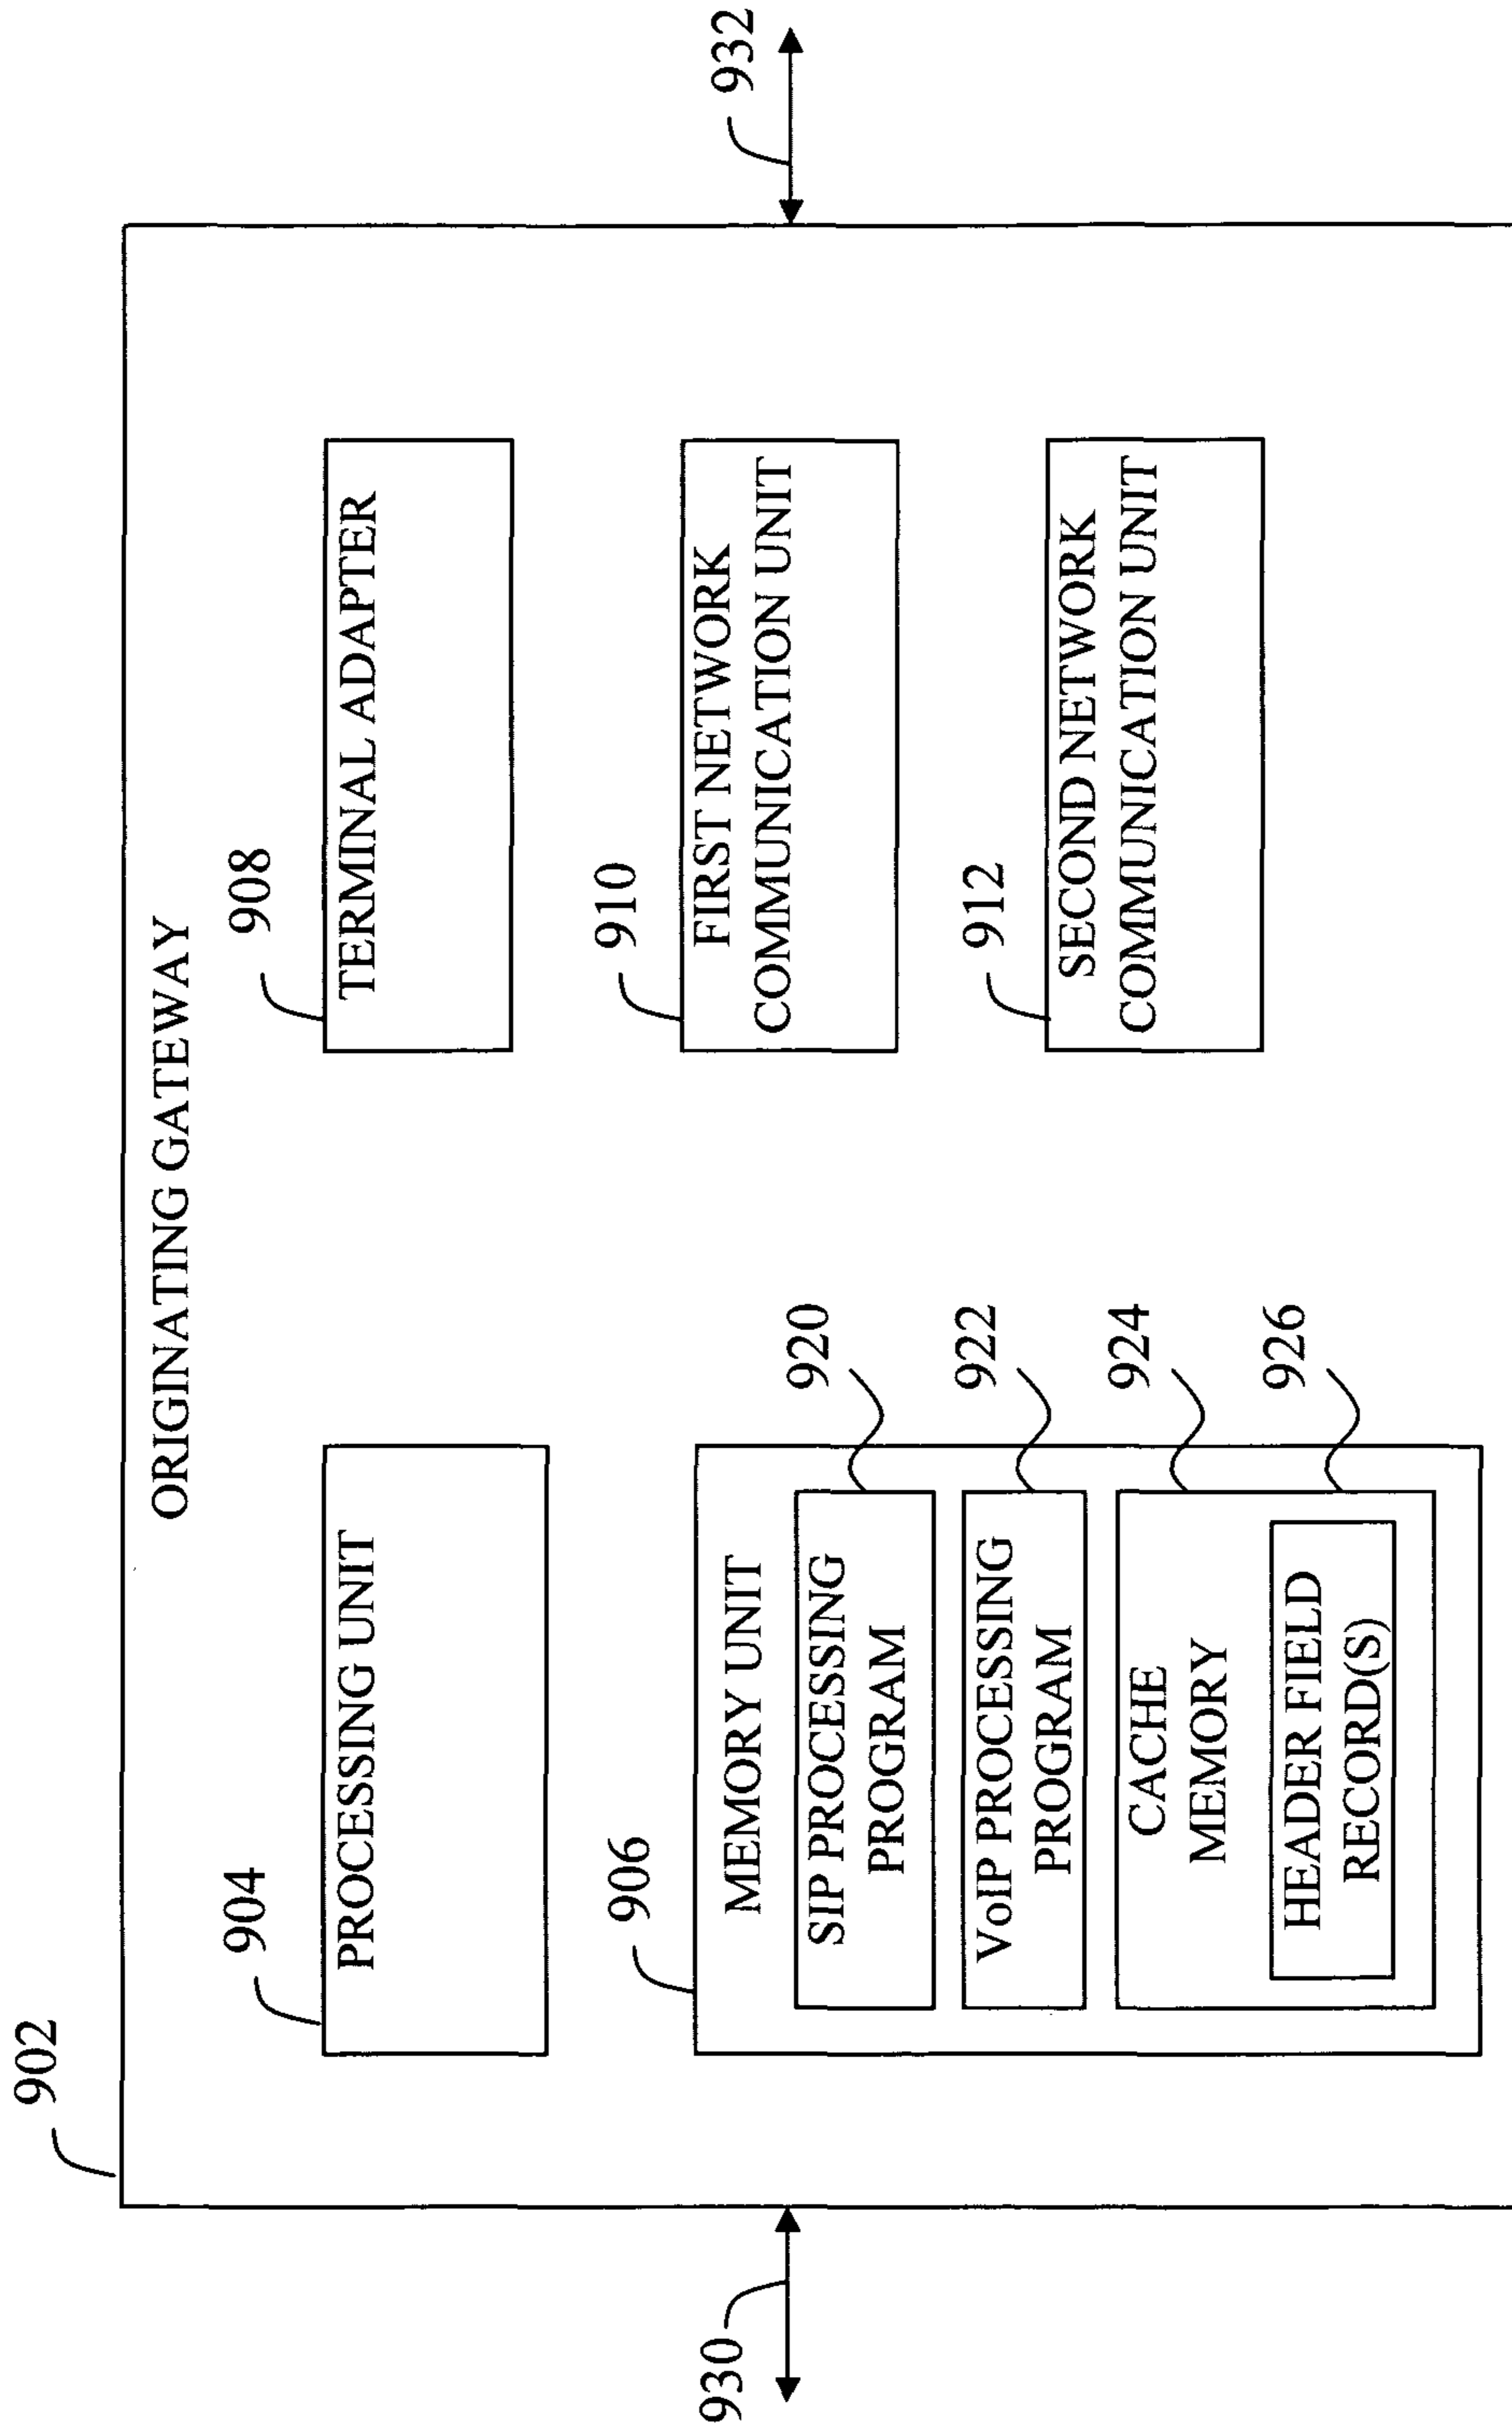 902
ORIGINATING GATEWAY
904
PROCESSING UNIT
906
MEMORY UNIT
SIP PROCESSING
PROGRAM
920
VoIP PROCESSING
PROGRAM
922
CACHE
MEMORY
924
HEADER FIELD
RECORD(S)
926
908
TERMINAL ADAPTER
910
FIRST NETWORK
COMMUNICATION UNIT
912
SECOND NETWORK
COMMUNICATION UNIT
930
932